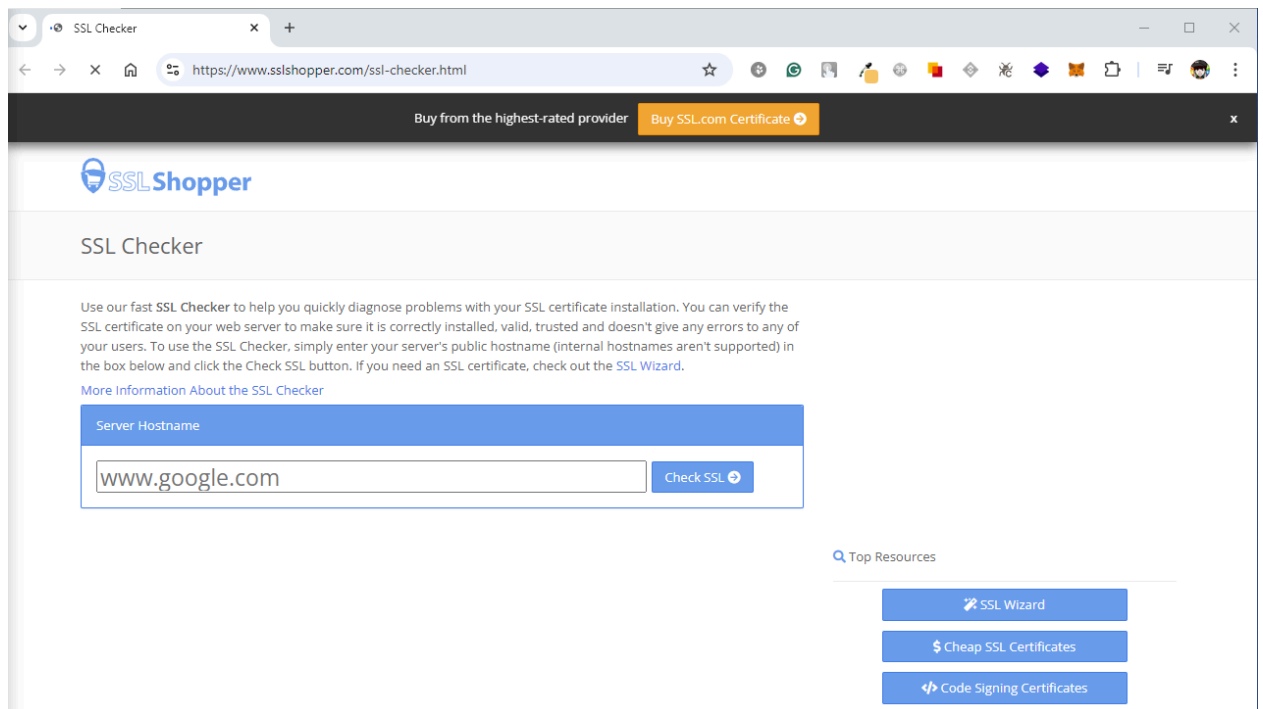 SSL Checker
https://www.sslshopper.com/ssl-checker.html
Buy from the highest-rated provider Buy SSL.com Certificate
x
SSLShopper
SSL Checker
Use our fast SSL Checker to help you quickly diagnose problems with your SSL certificate installation. You can verify the
SSL certificate on your web server to make sure it is correctly installed, valid, trusted and doesn't give any errors to any of
your users. To use the SSL Checker, simply enter your server's public hostname (internal hostnames aren't supported) in
the box below and click the Check SSL button. If you need an SSL certificate, check out the SSL Wizard.
More Information About the SSL Checker
Server Hostname
www.google.com Check SSL
Top Resources
SSL Wizard
$ Cheap SSL Certificates
</> Code Signing Certificates